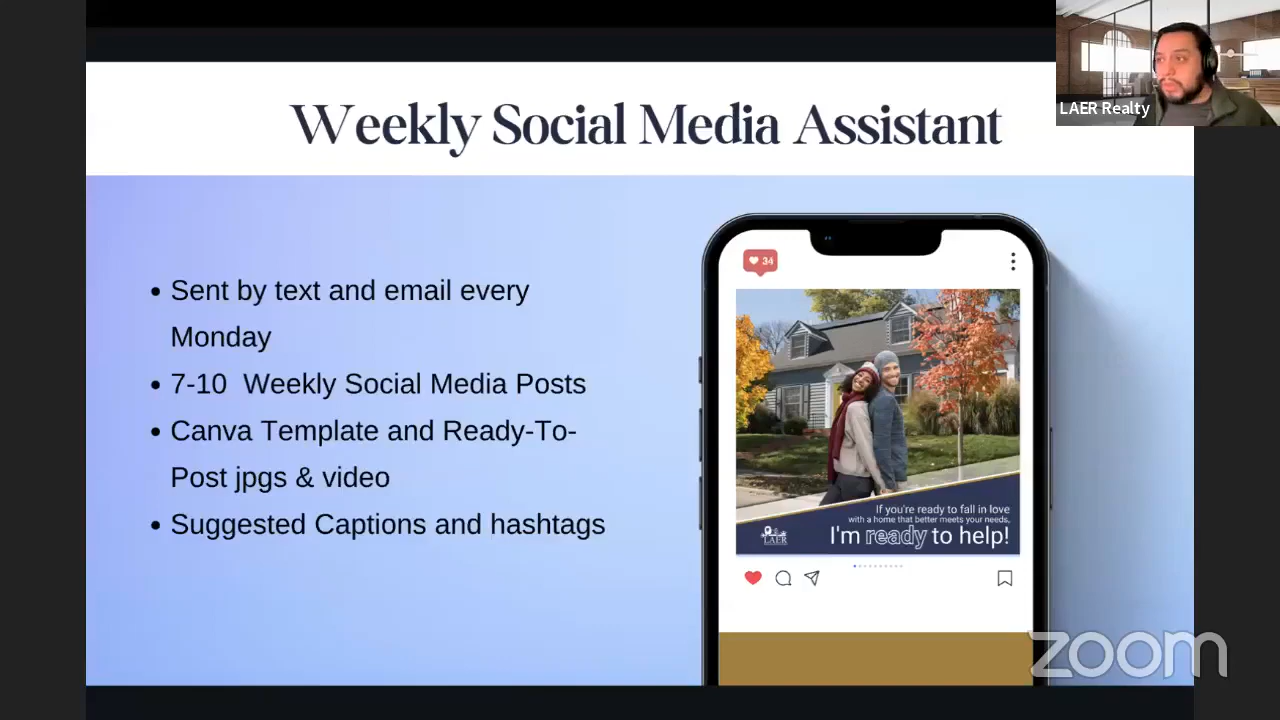 Weekly Social Media Assistant
LAER Realty
• Sent by text and email every
Monday
• 7-10 Weekly Social Media Posts
• Canva Template and Ready-To-
Post jpgs & video
• Suggested Captions and hashtags
34
If you're ready to fall in love
with a home that better meets your needs,
I'm ready to help!
LAER
zoom